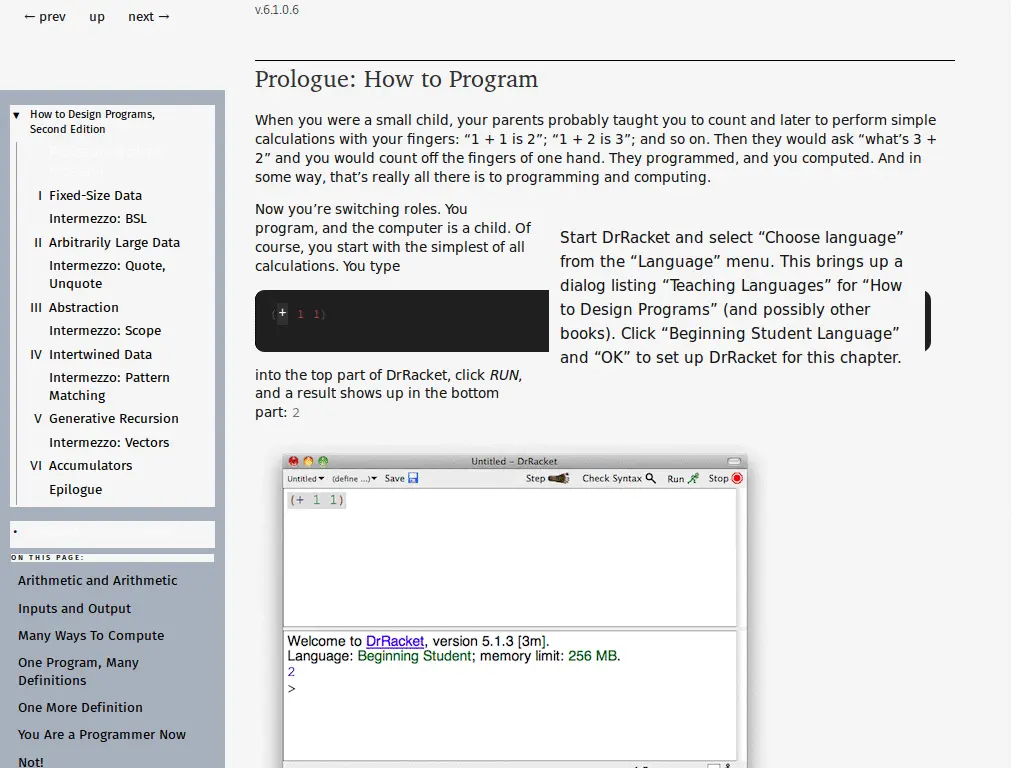 ← prev up next →
v.6.1.0.6
▼ How to Design Programs,
Second Edition
I Fixed-Size Data
Intermezzo: BSL
II Arbitrarily Large Data
Intermezzo: Quote,
Unquote
III Abstraction
Intermezzo: Scope
IV Intertwined Data
Intermezzo: Pattern
Matching
V Generative Recursion
Intermezzo: Vectors
VI Accumulators
Epilogue
•
ON THIS PAGE:
Arithmetic and Arithmetic
Inputs and Output
Many Ways To Compute
One Program, Many
Definitions
One More Definition
You Are a Programmer Now
Not!
Prologue: How to Program
When you were a small child, your parents probably taught you to count and later to perform simple
calculations with your fingers: “1 + 1 is 2”; “1 + 2 is 3”; and so on. Then they would ask “what’s 3 +
2” and you would count off the fingers of one hand. They programmed, and you computed. And in
some way, that’s really all there is to programming and computing.
Now you’re switching roles. You
program, and the computer is a child. Of
course, you start with the simplest of all
calculations. You type
(+ 1 1)
into the top part of DrRacket, click RUN,
and a result shows up in the bottom
part: 2
Start DrRacket and select “Choose language”
from the “Language” menu. This brings up a
dialog listing “Teaching Languages” for “How
to Design Programs” (and possibly other
books). Click “Beginning Student Language”
and “OK” to set up DrRacket for this chapter.
Untitled – DrRacket
Untitled▼ (define ...)▼ Save Step Check Syntax Run Stop
(+ 1 1)
Welcome to DrRacket, version 5.1.3 [3m].
Language: Beginning Student; memory limit: 256 MB.
2
>